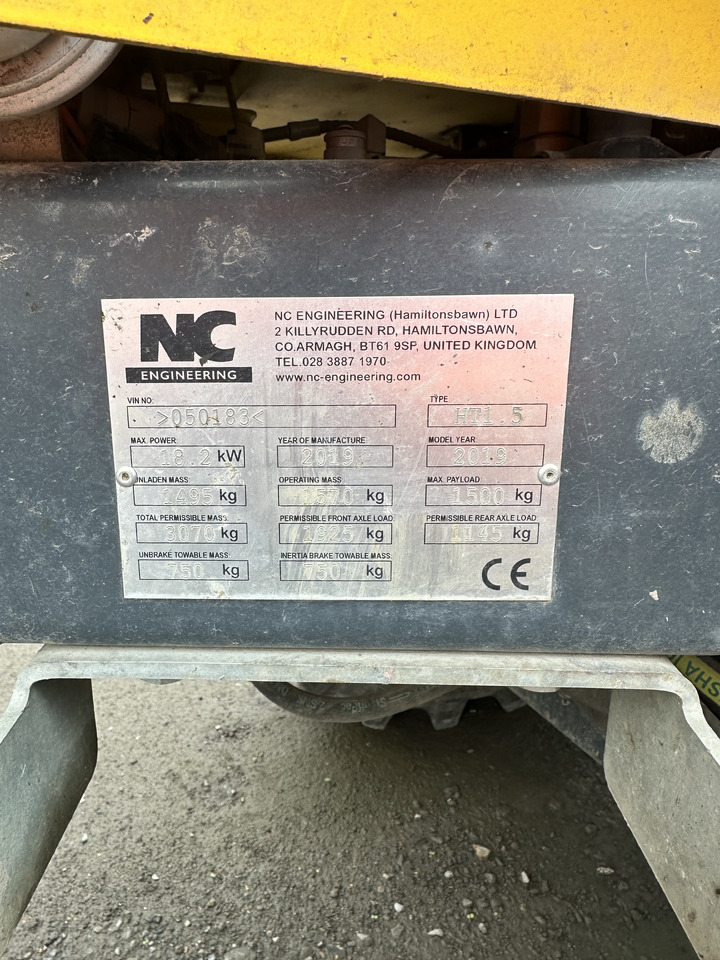 NC
ENGINEERING
NC ENGINEERING (Hamiltonsbawn) LTD
2 KILLYRUDDEN RD, HAMILTONSBAWN,
CO.ARMAGH, BT61 9SF, UNITED KINGDOM
TEL.028 3887 1970
www.nc-engineering.com
VIN NO: TYPE
>050183< HT1.5
MAX. POWER: YEAR OF MANUFACTURE MODEL YEAR
18.2 kW 2019 2019
UNLADEN MASS: OPERATING MASS: MAX. PAYLOAD
1495 kg 1570 kg 1500 kg
TOTAL PERMISSIBLE MASS: PERMISSIBLE FRONT AXLE LOAD PERMISSIBLE REAR AXLE LOAD
3070 kg 1925 kg 1145 kg
UNBRAKE TOWABLE MASS: INERTIA BRAKE TOWABLE MASS:
750 kg 750 kg
CE